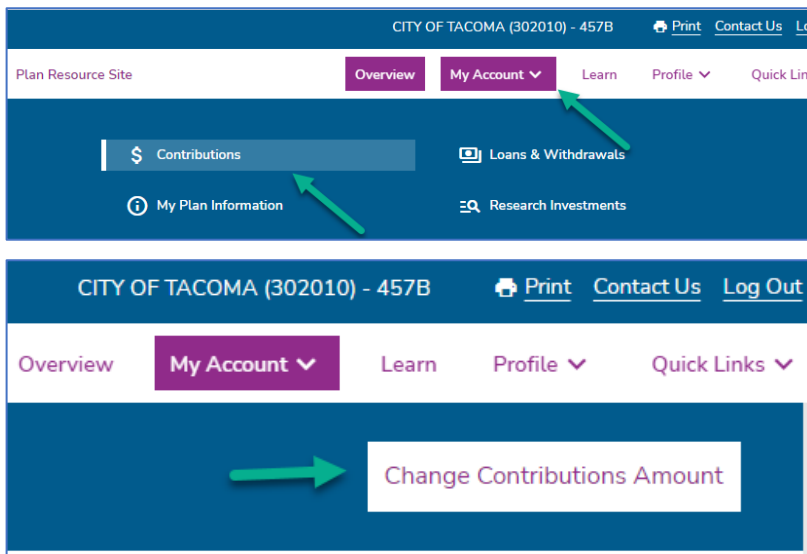 CITY OF TACOMA (302010) - 457B Print Contact Us
Plan Resource Site Overview My Account Learn Profile Quick
Contributions Loans & Withdrawals
My Plan Information Research Investments
CITY OF TACOMA (302010) - 457B Print Contact Us Log Out
Overview My Account Learn Profile Quick Links
Change Contributions Amount